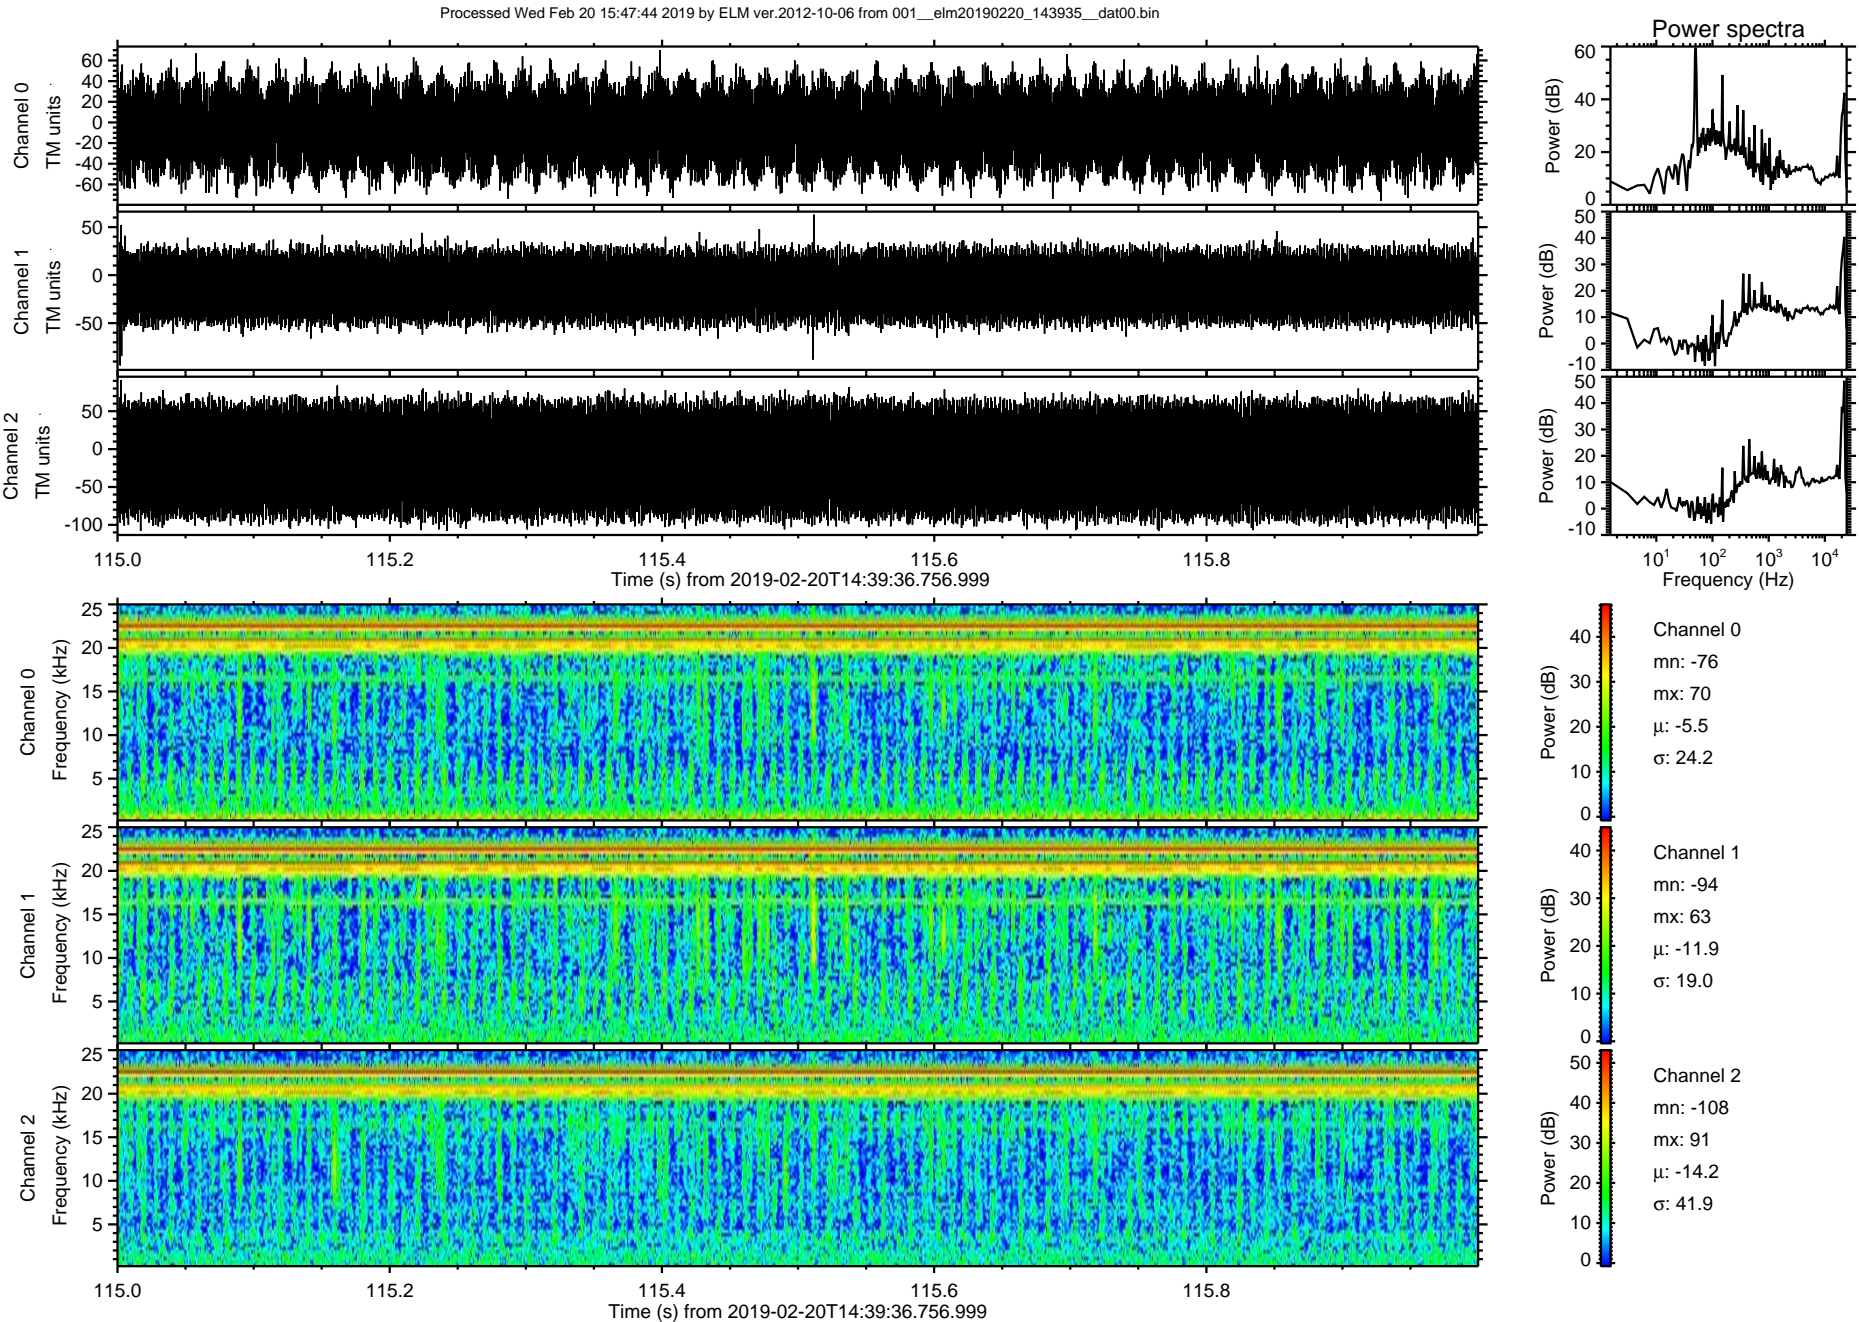 Processed Wed Feb 20 15:47:44 2019 by ELM ver.2012-10-06 from 001__elm20190220_143935__dat00.bin
Power spectra
Channel 0
TM units
60
40
20
0
-20
-40
-60
Power (dB)
60
40
20
0
Channel 1
TM units
50
0
-50
Power (dB)
50
40
30
20
10
0
-10
Channel 2
TM units
50
0
-50
-100
Power (dB)
50
40
30
20
10
0
-10
115.0 115.2 115.4 115.6 115.8
Time (s) from 2019-02-20T14:39:36.756.999
10^1 10^2 10^3 10^4
Frequency (Hz)
Channel 0
Frequency (kHz)
25
20
15
10
5
Power (dB)
40
30
20
10
0
Channel 0
mn: -76
mx: 70
μ: -5.5
σ: 24.2
Channel 1
Frequency (kHz)
25
20
15
10
5
Power (dB)
40
30
20
10
0
Channel 1
mn: -94
mx: 63
μ: -11.9
σ: 19.0
Channel 2
Frequency (kHz)
25
20
15
10
5
Power (dB)
50
40
30
20
10
0
Channel 2
mn: -108
mx: 91
μ: -14.2
σ: 41.9
115.0 115.2 115.4 115.6 115.8
Time (s) from 2019-02-20T14:39:36.756.999